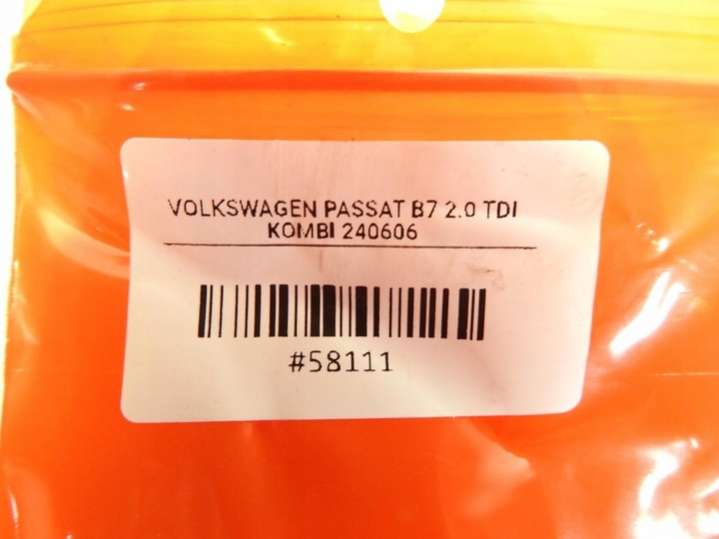 VOLKSWAGEN PASSAT B7 2.0 TDI
KOMBI 240606
#58111